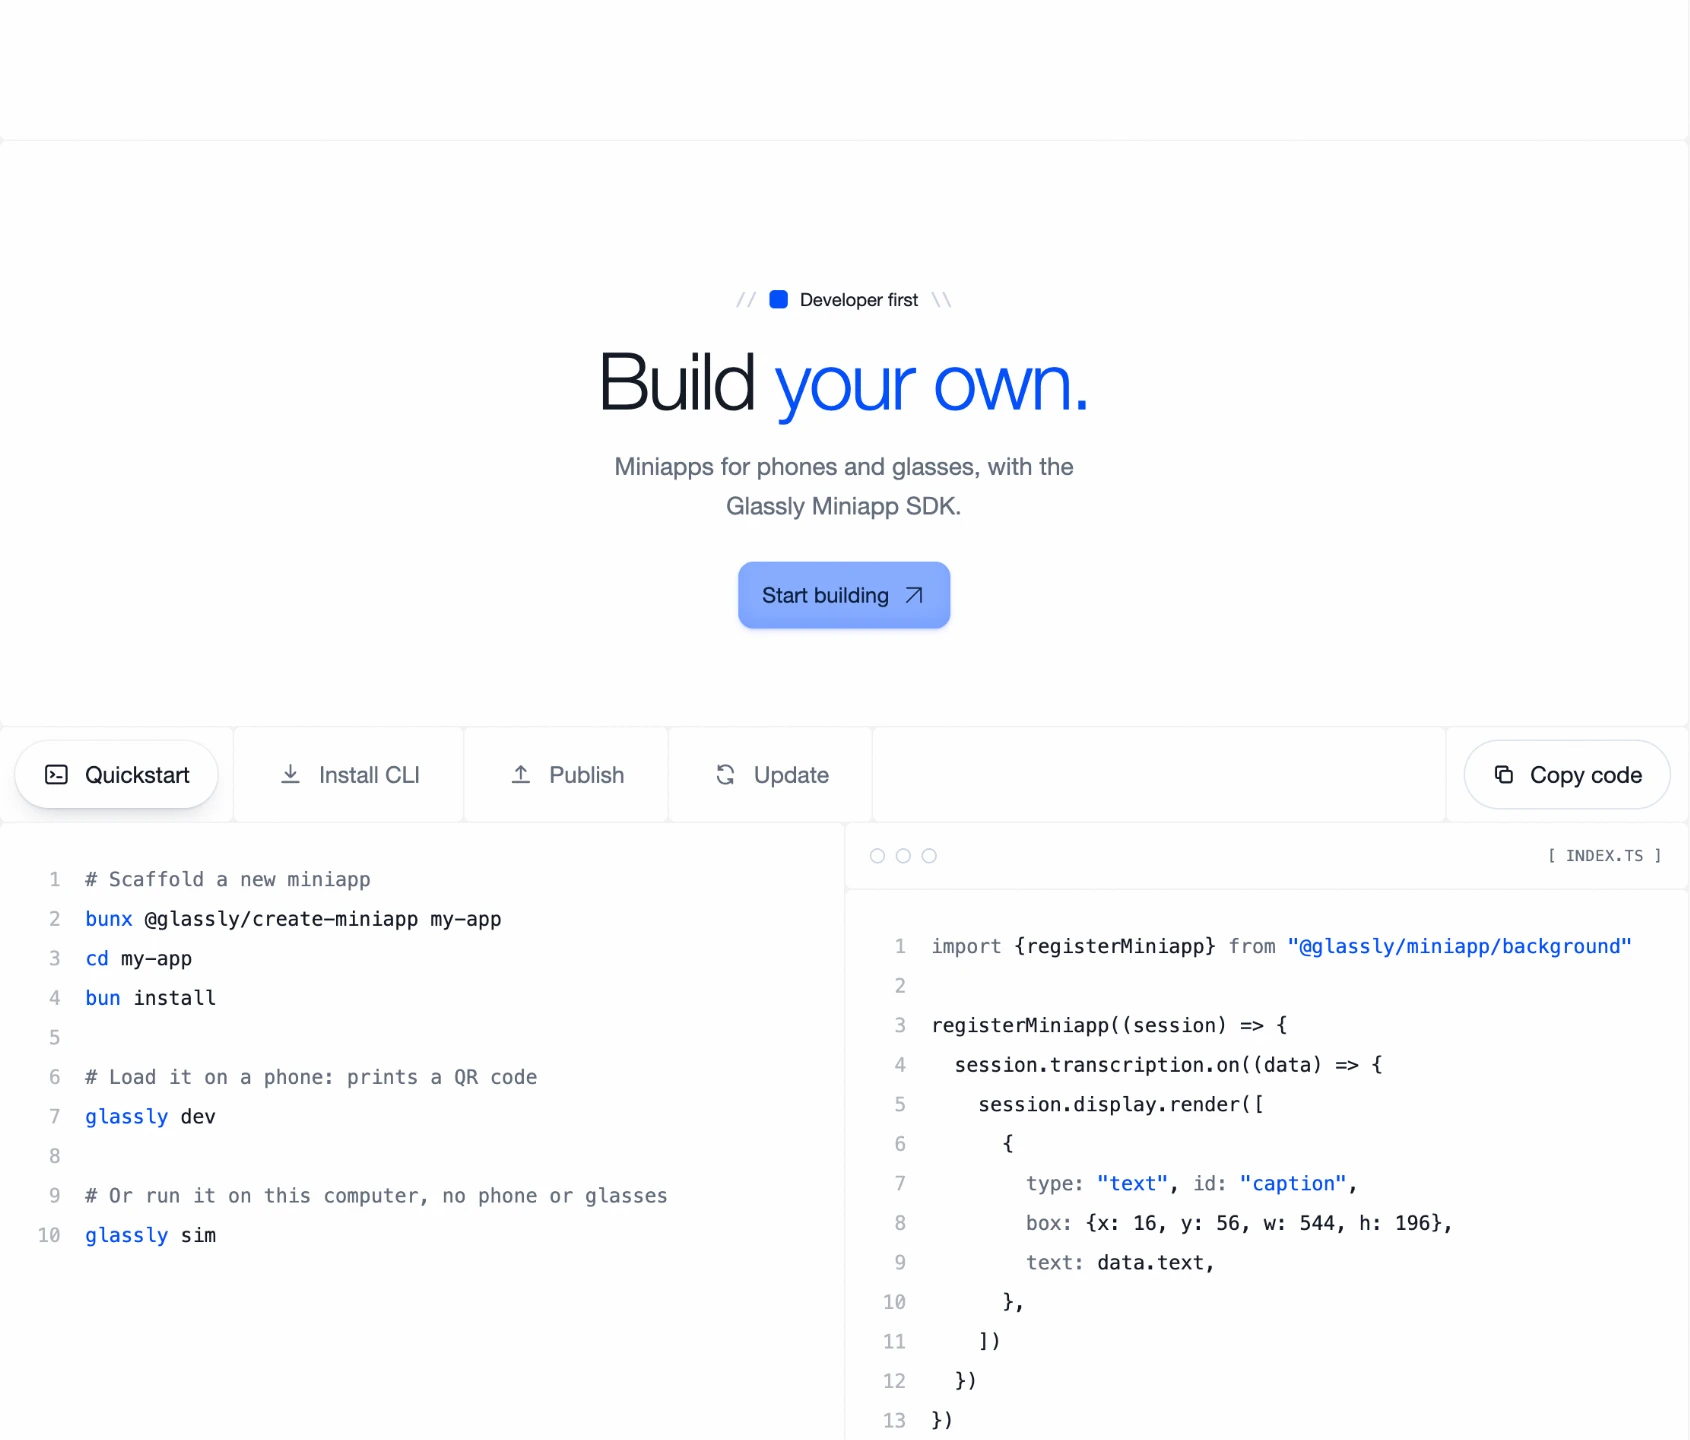 // Developer first \\
Build your own.
Miniapps for phones and glasses, with the
Glassly Miniapp SDK.
Start building
Quickstart
Install CLI
Publish
Update
Copy code
1 # Scaffold a new miniapp
2 bunx @glassly/create-miniapp my-app
3 cd my-app
4 bun install
5
6 # Load it on a phone: prints a QR code
7 glassly dev
8
9 # Or run it on this computer, no phone or glasses
10 glassly sim
[ INDEX.TS ]
1 import {registerMiniapp} from "@glassly/miniapp/background"
2
3 registerMiniapp((session) => {
4   session.transcription.on((data) => {
5     session.display.render([
6       {
7         type: "text", id: "caption",
8         box: {x: 16, y: 56, w: 544, h: 196},
9         text: data.text,
10       },
11     ])
12   })
13 })